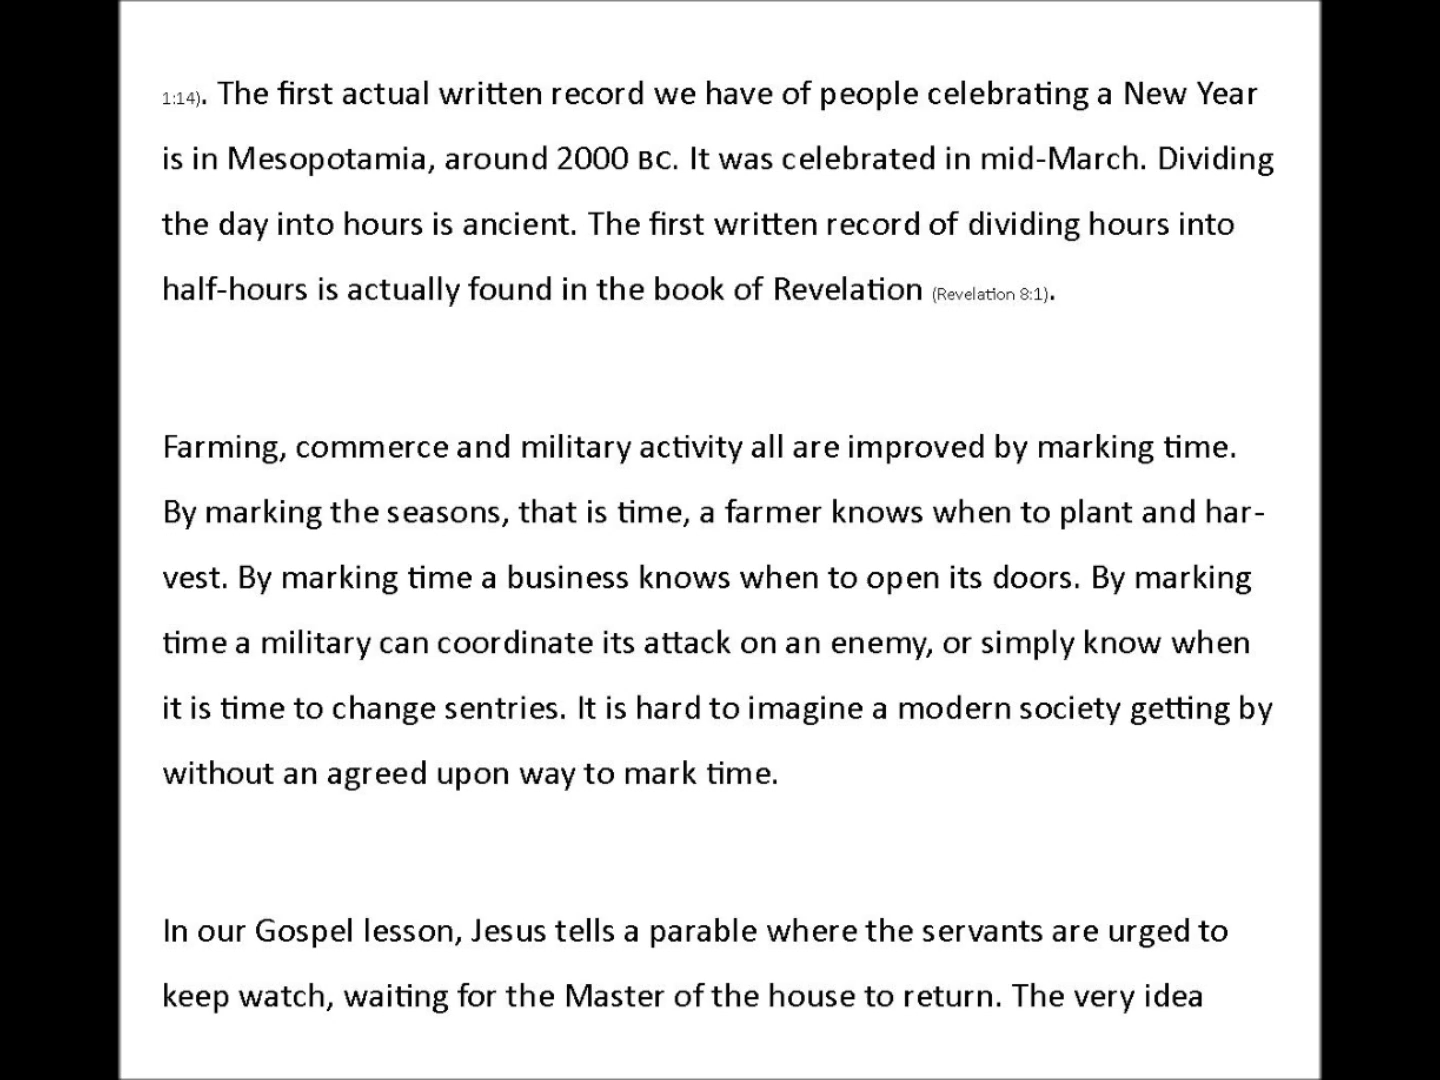 1:14). The first actual written record we have of people celebrating a New Year
is in Mesopotamia, around 2000 BC. It was celebrated in mid-March. Dividing
the day into hours is ancient. The first written record of dividing hours into
half-hours is actually found in the book of Revelation (Revelation 8:1).
Farming, commerce and military activity all are improved by marking time.
By marking the seasons, that is time, a farmer knows when to plant and har-
vest. By marking time a business knows when to open its doors. By marking
time a military can coordinate its attack on an enemy, or simply know when
it is time to change sentries. It is hard to imagine a modern society getting by
without an agreed upon way to mark time.
In our Gospel lesson, Jesus tells a parable where the servants are urged to
keep watch, waiting for the Master of the house to return. The very idea